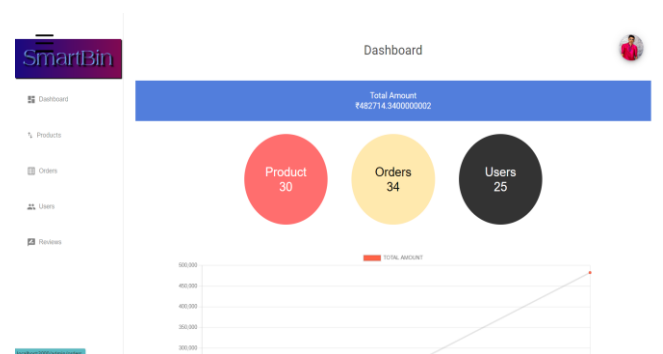 SmartBin
Dashboard
Dashboard
Products
Orders
Users
Reviews
Total Amount
₹482714.3400000002
Product
30
Orders
34
Users
25
TOTAL AMOUNT
500,000
450,000
400,000
350,000
300,000